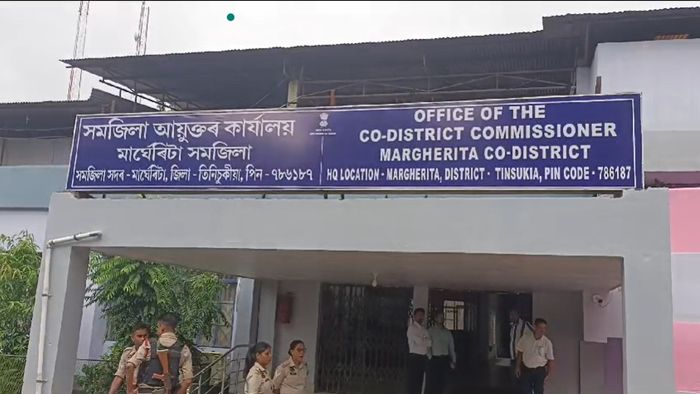 সমজিলা আয়ুক্তৰ কাৰ্যালয়
মাৰ্ঘেৰিটা সমজিলা
সমজিলা সদৰ - মাৰ্ঘেৰিটা, জিলা - তিনিচুকীয়া, পিন - ৭৮৬১৮৭
OFFICE OF THE
CO-DISTRICT COMMISSIONER
MARGHERITA CO-DISTRICT
HQ LOCATION - MARGHERITA, DISTRICT - TINSUKIA, PIN CODE - 786187